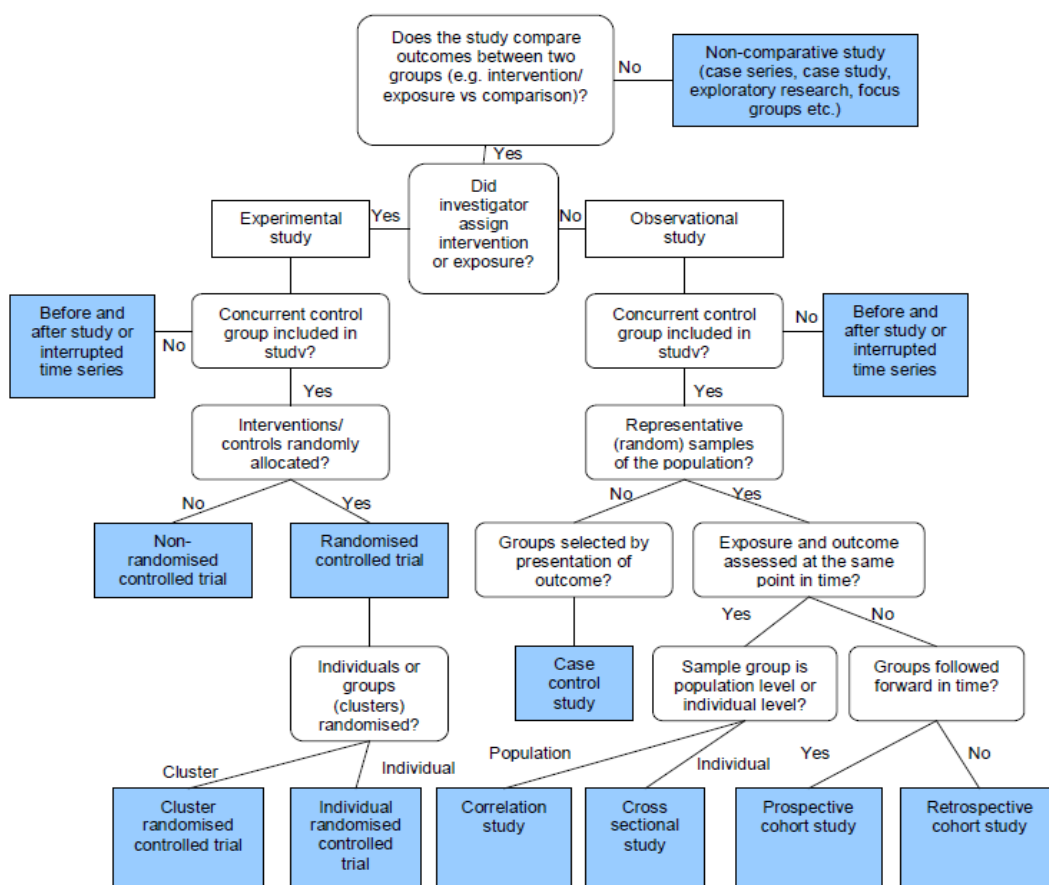 Does the study compare
outcomes between two
groups (e.g. intervention/
exposure vs comparison)?
No
Non-comparative study
(case series, case study,
exploratory research, focus
groups etc.)
Yes
Did
investigator
assign
intervention
or exposure?
Yes
No
Experimental
study
Observational
study
Before and
after study or
interrupted
time series
No
Concurrent control
group included in
study?
Concurrent control
group included in
study?
No
Before and
after study or
interrupted
time series
Yes
Yes
Interventions/
controls randomly
allocated?
Representative
(random) samples
of the population?
No
Yes
No
Yes
Non-
randomised
controlled trial
Randomised
controlled trial
Groups selected by
presentation of
outcome?
Exposure and outcome
assessed at the same
point in time?
Yes
No
Individuals or
groups
(clusters)
randomised?
Case
control
study
Sample group is
population level or
individual level?
Groups followed
forward in time?
Cluster
Individual
Population
Individual
Yes
No
Cluster
randomised
controlled trial
Individual
randomised
controlled
trial
Correlation
study
Cross
sectional
study
Prospective
cohort study
Retrospective
cohort study